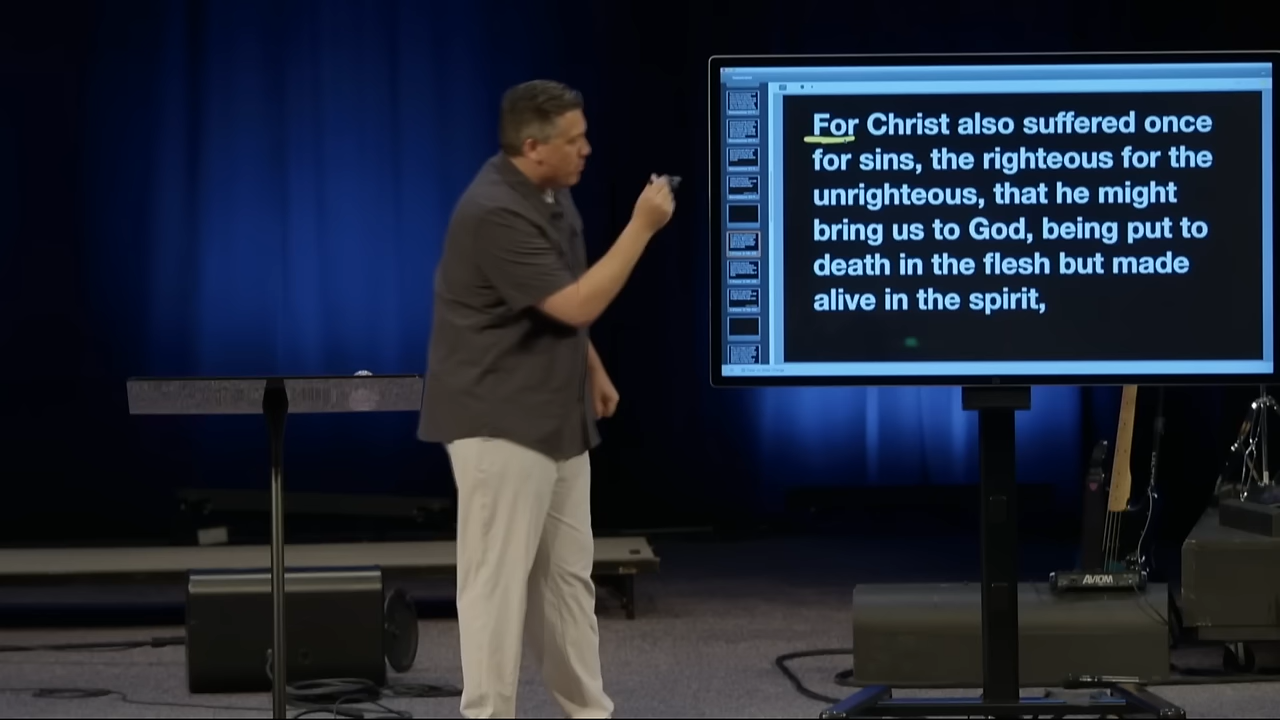 For Christ also suffered once
for sins, the righteous for the
unrighteous, that he might
bring us to God, being put to
death in the flesh but made
alive in the spirit,
AVIOM